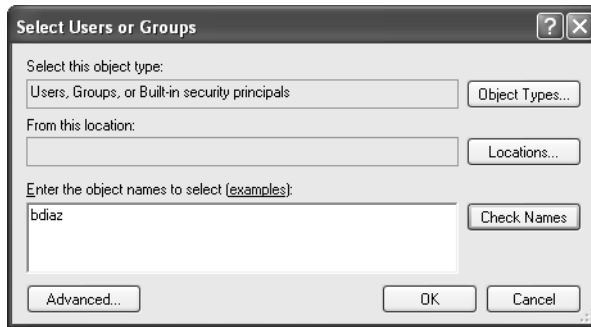 Select Users or Groups
Select this object type:
Users, Groups, or Built-in security principals
Object Types...
From this location:
Locations...
Enter the object names to select (examples):
bdiaz
Check Names
Advanced...
OK
Cancel